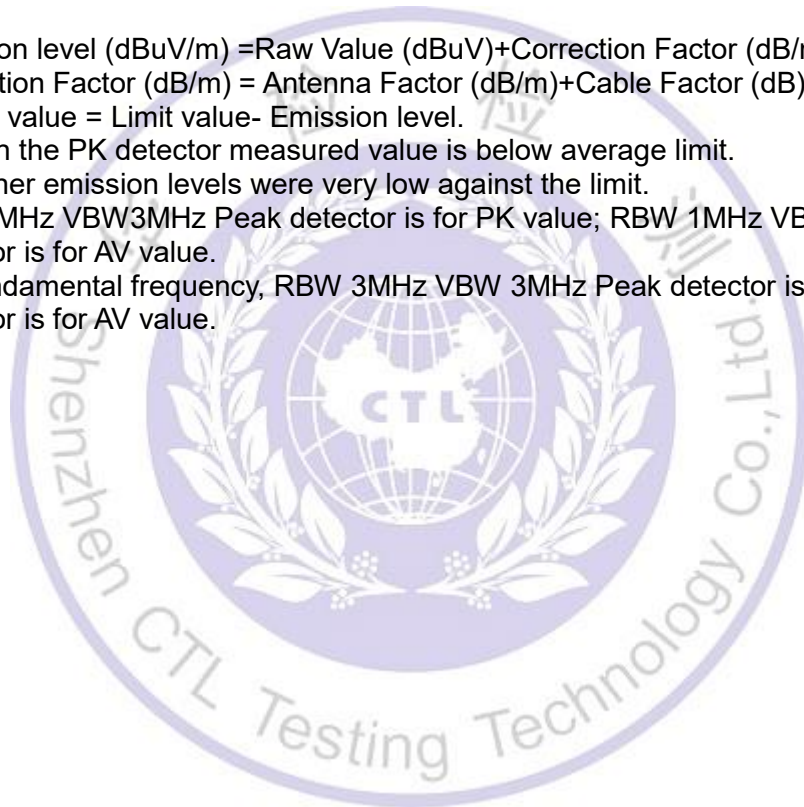 on level (dBuV/m) =Raw Value (dBuV)+Correction Factor (dB/
tion Factor (dB/m) = Antenna Factor (dB/m)+Cable Factor (dB)
value = Limit value- Emission level.
the PK detector measured value is below average limit.
her emission levels were very low against the limit.
MHz VBW3MHz Peak detector is for PK value; RBW 1MHz VB
or is for AV value.
ndamental frequency, RBW 3MHz VBW 3MHz Peak detector is
or is for AV value.
CTL
Shenzhen CTL Testing Technology Co., Ltd.
检
测